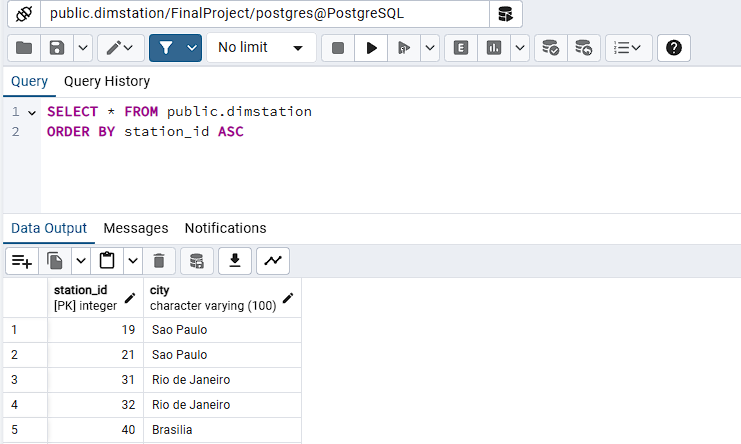 public.dimstation/FinalProject/postgres@PostgreSQL
No limit
E
Query Query History
1 SELECT * FROM public.dimstation
2 ORDER BY station_id ASC
Data Output Messages Notifications
station_id city
[PK] integer character varying (100)
1 19 Sao Paulo
2 21 Sao Paulo
3 31 Rio de Janeiro
4 32 Rio de Janeiro
5 40 Brasilia